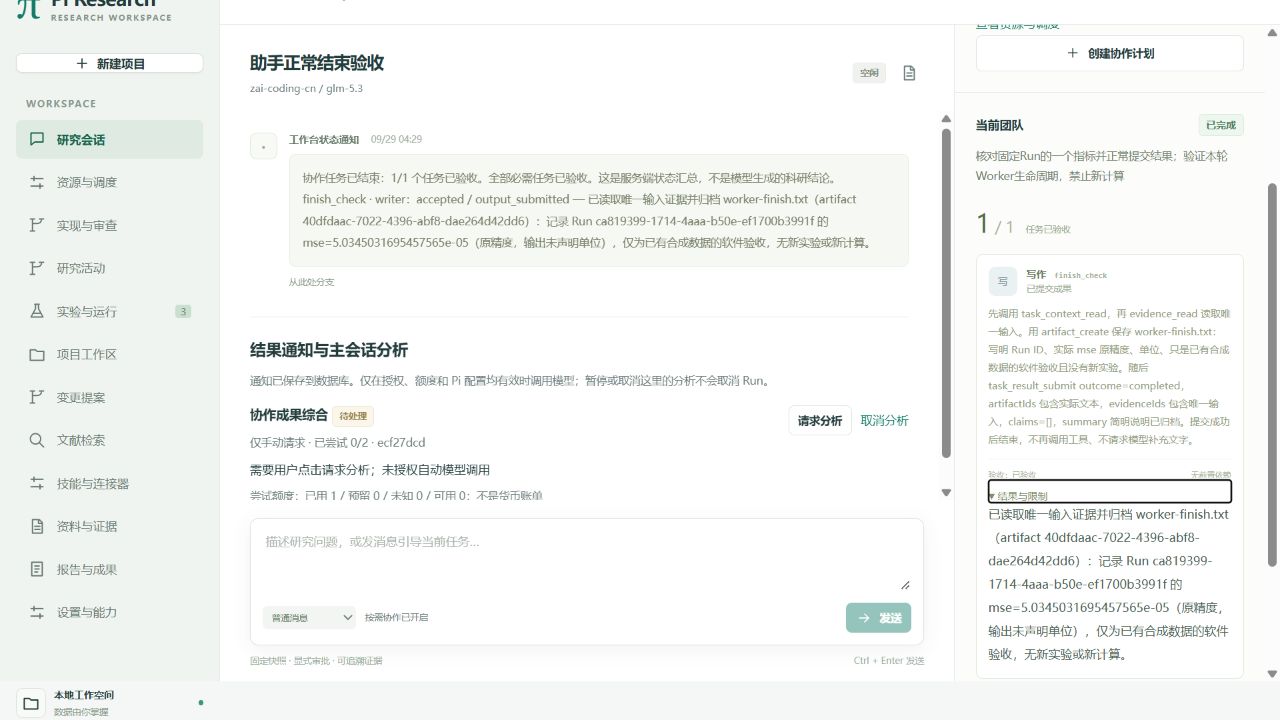 Pi Research
RESEARCH WORKSPACE
新建项目
WORKSPACE
研究会话
资源与调度
实现与审查
研究活动
实验与运行 3
项目工作区
变更提案
文献检索
技能与连接器
资料与证据
报告与成果
设置与能力
本地工作空间
数据由你掌握
助手正常结束验收
zai-coding-cn / glm-5.3
空闲
工作台状态通知 09/29 04:29
协作任务已结束：1/1 个任务已验收。全部必需任务已验收。这是服务端状态汇总，不是模型生成的科研结论。
finish_check · writer：accepted / output_submitted — 已读取唯一输入证据并归档 worker-finish.txt（artifact
40dfdaac-7022-4396-abf8-dae264d42dd6）：记录 Run ca819399-1714-4aaa-b50e-ef1700b3991f 的
mse=5.0345031695457565e-05（原精度，输出未声明单位），仅为已有合成数据的软件验收，无新实验或新计算。
从此处分支
结果通知与主会话分析
通知已保存到数据库。仅在授权、额度和 Pi 配置均有效时调用模型；暂停或取消这里的分析不会取消 Run。
协作成果综合 待处理
请求分析 取消分析
仅手动请求 · 已尝试 0/2 · ecf27dcd
需要用户点击请求分析；未授权自动模型调用
尝试额度：已用 1 / 预留 0 / 未知 0 / 可用 0；不是货币账单
描述研究问题，或发消息引导当前任务...
普通消息 按需协作已开启
发送
固定快照 · 显式审批 · 可追溯证据
Ctrl + Enter 发送
查看资源与调度
创建协作计划
当前团队 已完成
核对固定Run的一个指标并正常提交结果；验证本轮
Worker生命周期，禁止新计算
1 / 1 任务已验收
写
写作 finish_check
已提交成果
先调用 task_context_read，再 evidence_read 读取唯
一输入。用 artifact_create 保存 worker-finish.txt：
写明 Run ID、实际 mse 原精度、单位、只是已有合成
数据的软件验收且没有新实验。随后
task_result_submit outcome=completed，
artifactIds 包含实际文本，evidenceIds 包含唯一输
入，claims=[]，summary 简明说明已归档。提交成功
后结束，不再调用工具、不请求模型补充文字。
验收：已验收 无前置依赖
结果与限制
已读取唯一输入证据并归档 worker-finish.txt
（artifact 40dfdaac-7022-4396-abf8-
dae264d42dd6）：记录 Run ca819399-
1714-4aaa-b50e-ef1700b3991f 的
mse=5.0345031695457565e-05（原精度，
输出未声明单位），仅为已有合成数据的软件
验收，无新实验或新计算。